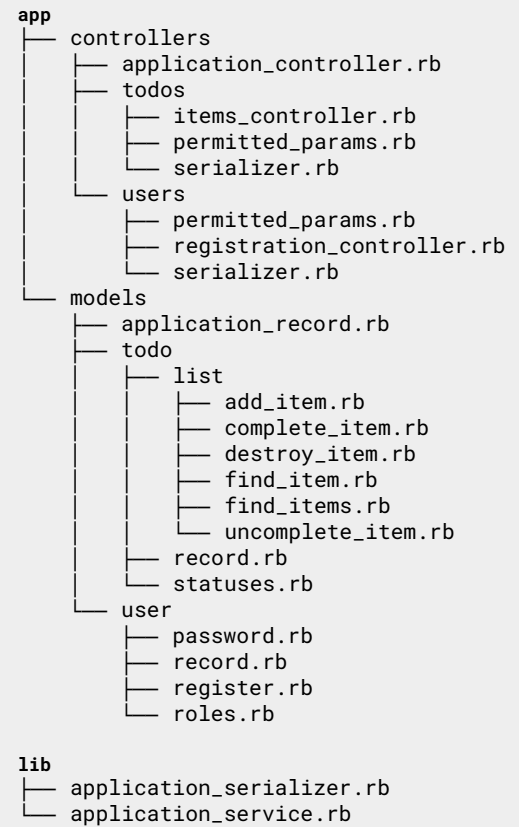 app
├── controllers
│   ├── application_controller.rb
│   ├── todos
│   │   ├── items_controller.rb
│   │   ├── permitted_params.rb
│   │   └── serializer.rb
│   └── users
│       ├── permitted_params.rb
│       ├── registration_controller.rb
│       └── serializer.rb
└── models
    ├── application_record.rb
    ├── todo
    │   ├── list
    │   │   ├── add_item.rb
    │   │   ├── complete_item.rb
    │   │   ├── destroy_item.rb
    │   │   ├── find_item.rb
    │   │   ├── find_items.rb
    │   │   └── uncomplete_item.rb
    │   ├── record.rb
    │   └── statuses.rb
    └── user
        ├── password.rb
        ├── record.rb
        ├── register.rb
        └── roles.rb

lib
├── application_serializer.rb
└── application_service.rb